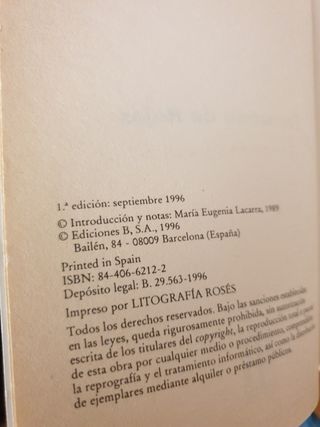 1.ª edición: septiembre 1996
© Introducción y notas: María Eugenia Lacarra, 1989
© Ediciones B, S.A., 1996
Bailén, 84 - 08009 Barcelona (España)
Printed in Spain
ISBN: 84-406-6212-2
Depósito legal: B. 29.563-1996
Impreso por LITOGRAFÍA ROSÉS
Todos los derechos reservados. Bajo las sanciones establecidas
en las leyes, queda rigurosamente prohibida, sin autorización
escrita de los titulares del copyright, la reproducción total o parcial
de esta obra por cualquier medio o procedimiento, comprendidos
la reprografía y el tratamiento informático, así como la distribución
de ejemplares mediante alquiler o préstamo públicos.